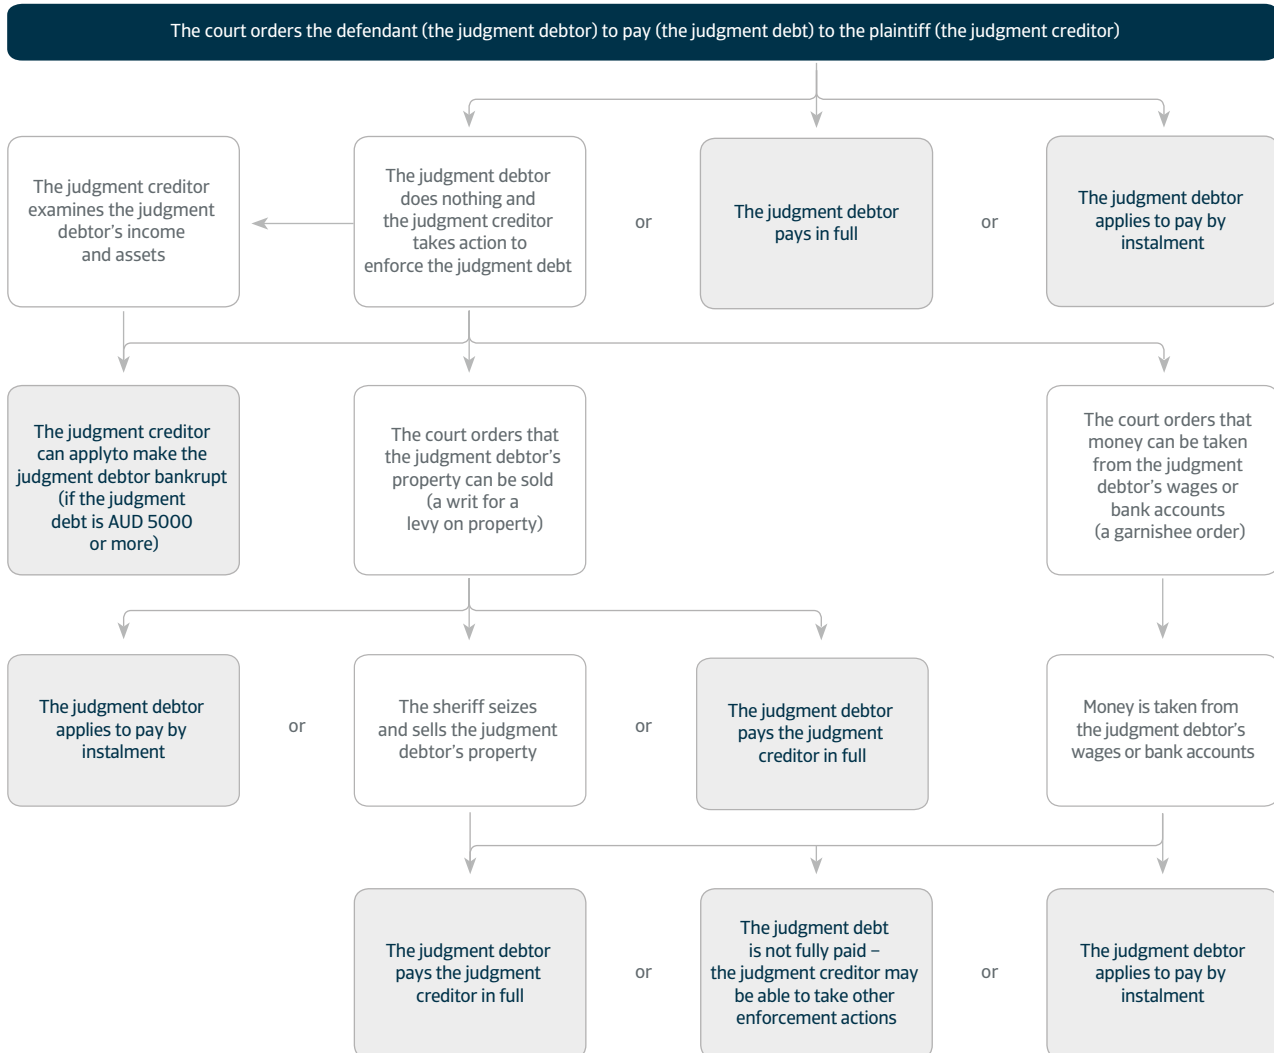 The court orders the defendant (the judgment debtor) to pay (the judgment debt) to the plaintiff (the judgment creditor)
The judgment creditor
examines the judgment
debtor's income
and assets
The judgment debtor
does nothing and
the judgment creditor
takes action to
enforce the judgment debt
or
The judgment debtor
pays in full
or
The judgment debtor
applies to pay by
instalment
The judgment creditor
can applyto make the
judgment debtor bankrupt
(if the judgment
debt is AUD 5000
or more)
The court orders that
the judgment debtor's
property can be sold
(a writ for a
levy on property)
The court orders that
money can be taken
from the judgment
debtor's wages or
bank accounts
(a garnishee order)
The judgment debtor
applies to pay by
instalment
or
The sheriff seizes
and sells the judgment
debtor's property
or
The judgment debtor
pays the judgment
creditor in full
Money is taken from
the judgment debtor's
wages or bank accounts
The judgment debtor
pays the judgment
creditor in full
or
The judgment debt
is not fully paid –
the judgment creditor may
be able to take other
enforcement actions
or
The judgment debtor
applies to pay by
instalment